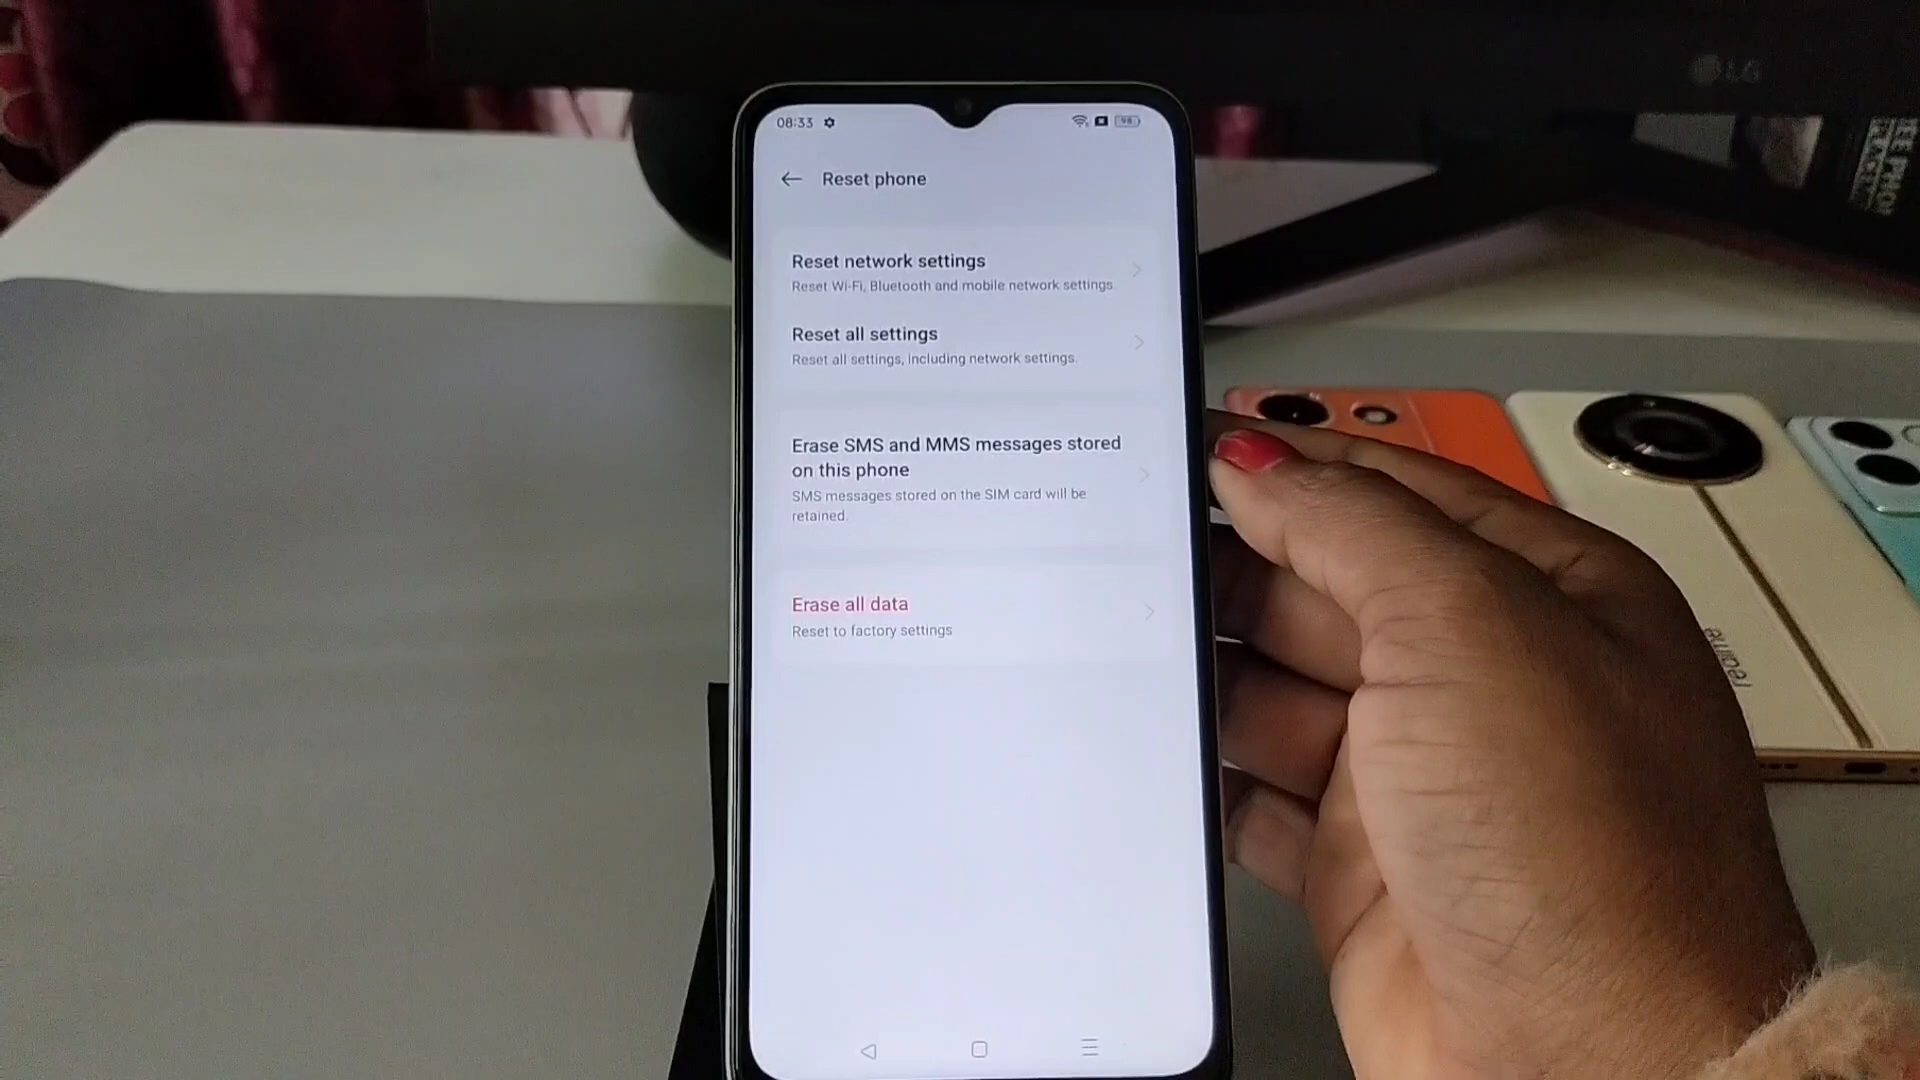 LG
08:33
98
Reset phone
Reset network settings
Reset Wi-Fi, Bluetooth and mobile network settings.
Reset all settings
Reset all settings, including network settings.
Erase SMS and MMS messages stored
on this phone
SMS messages stored on the SIM card will be
retained.
Erase all data
Reset to factory settings
realme